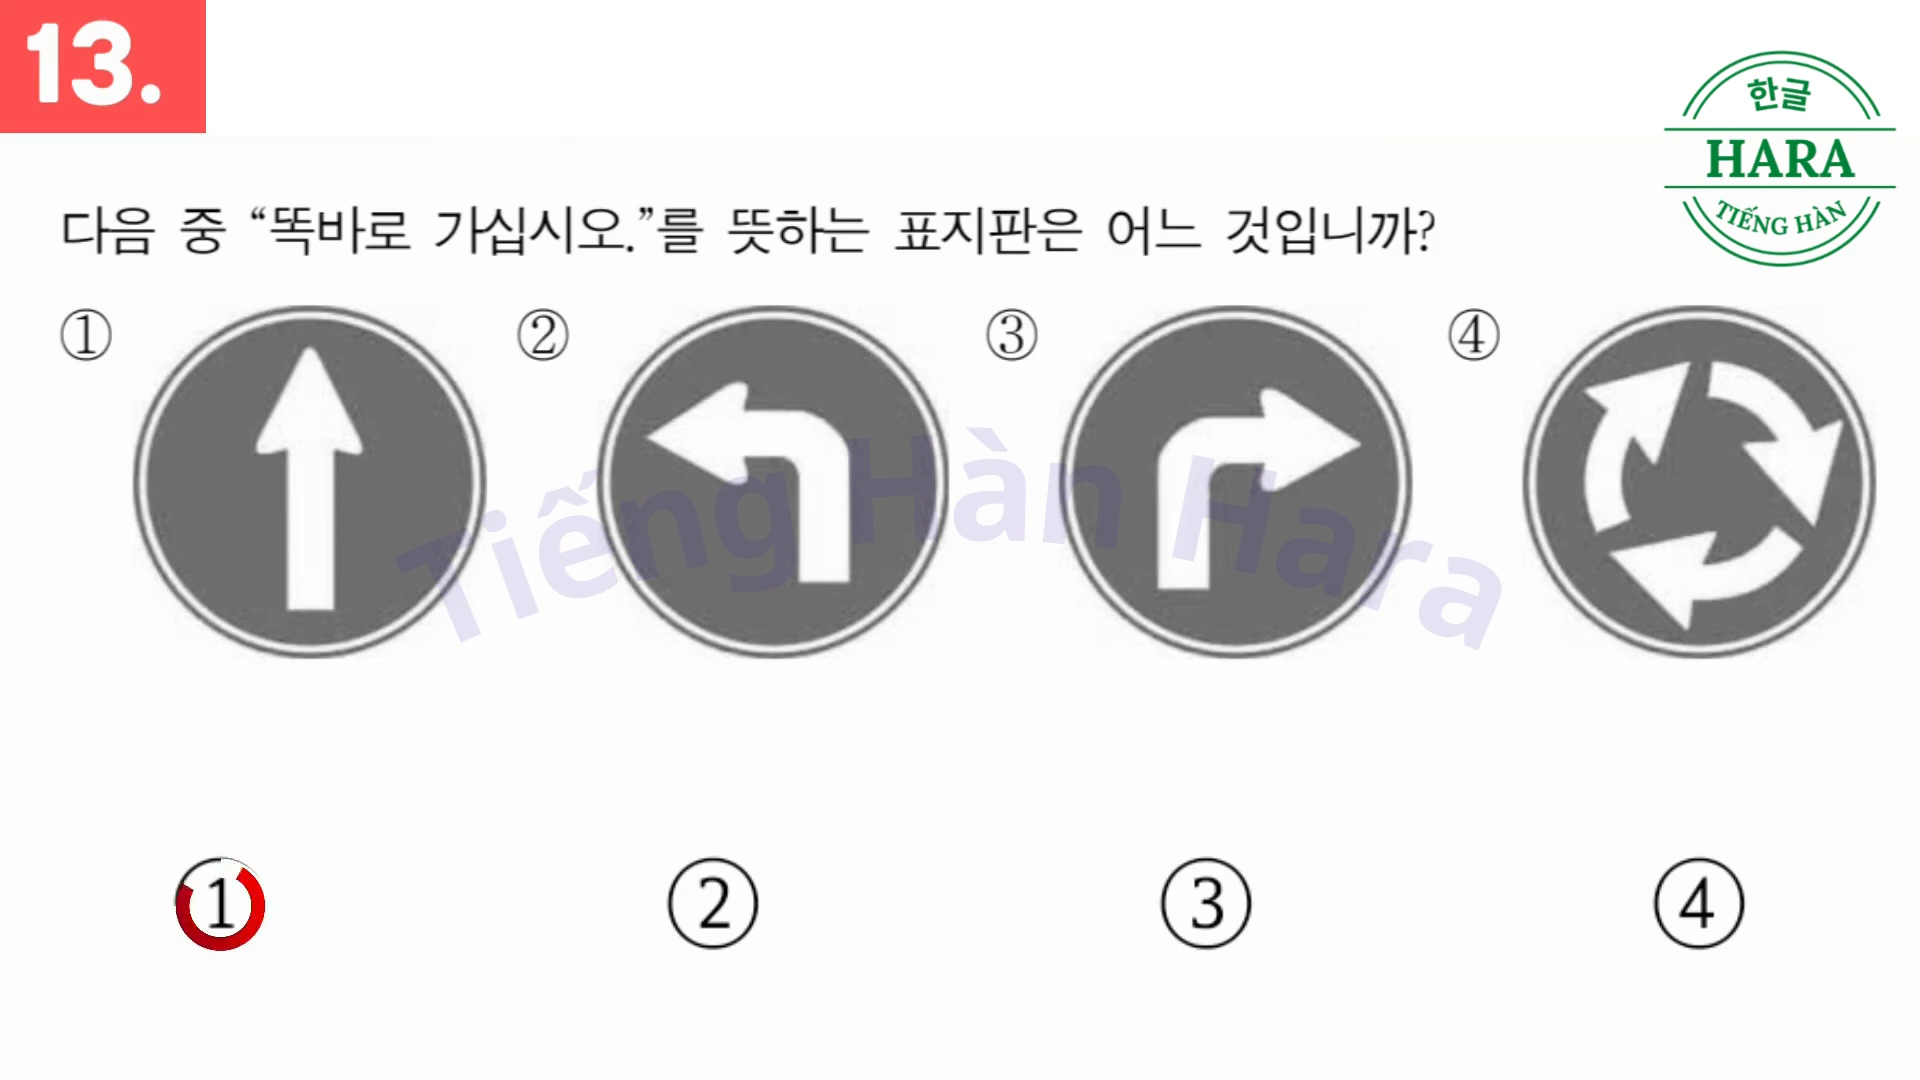 13.
한글
HARA
TIẾNG HÀN
다음 중 “똑바로 가십시오.”를 뜻하는 표지판은 어느 것입니까?
① ② ③ ④
Tiếng Hàn Hara
① ② ③ ④